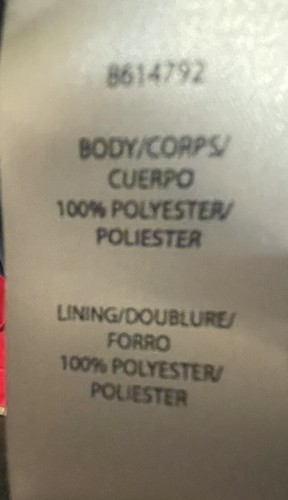 8614792
BODY/CORPS/
CUERPO
100% POLYESTER/
POLIESTER
LINING/DOUBLURE/
FORRO
100% POLYESTER/
POLIESTER